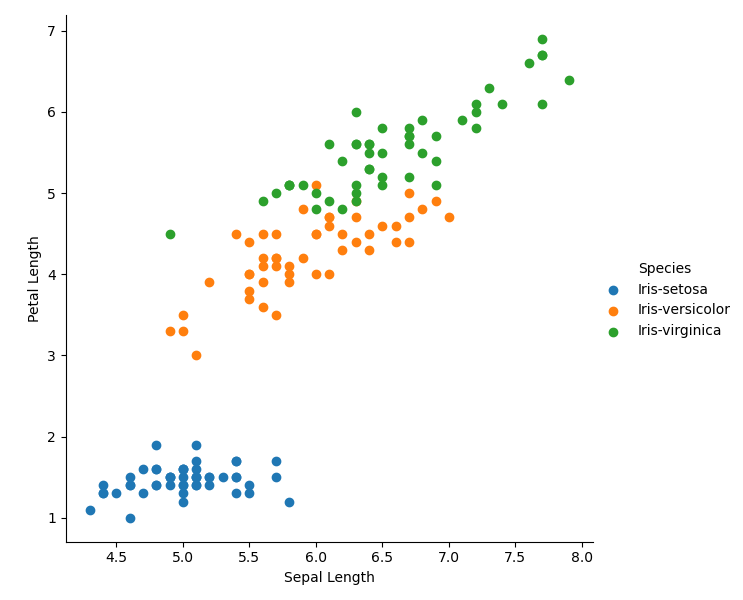 7
6
5
4
3
2
1
Petal Length
4.5 5.0 5.5 6.0 6.5 7.0 7.5 8.0
Sepal Length
Species
Iris-setosa
Iris-versicolor
Iris-virginica